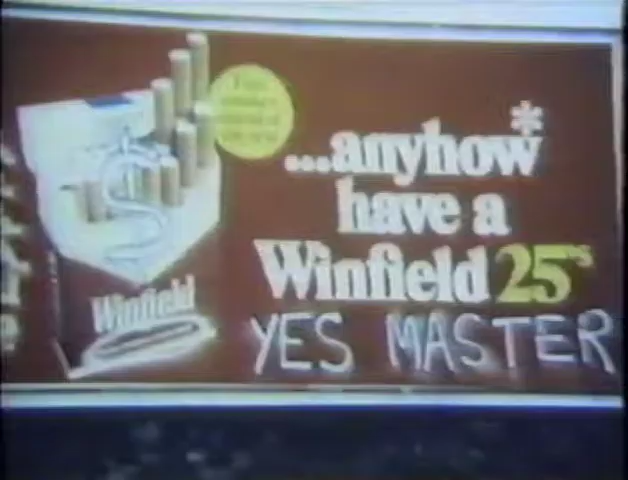 ...anyhow*
have a
Winfield 25's
YES MASTER
$
Winfield